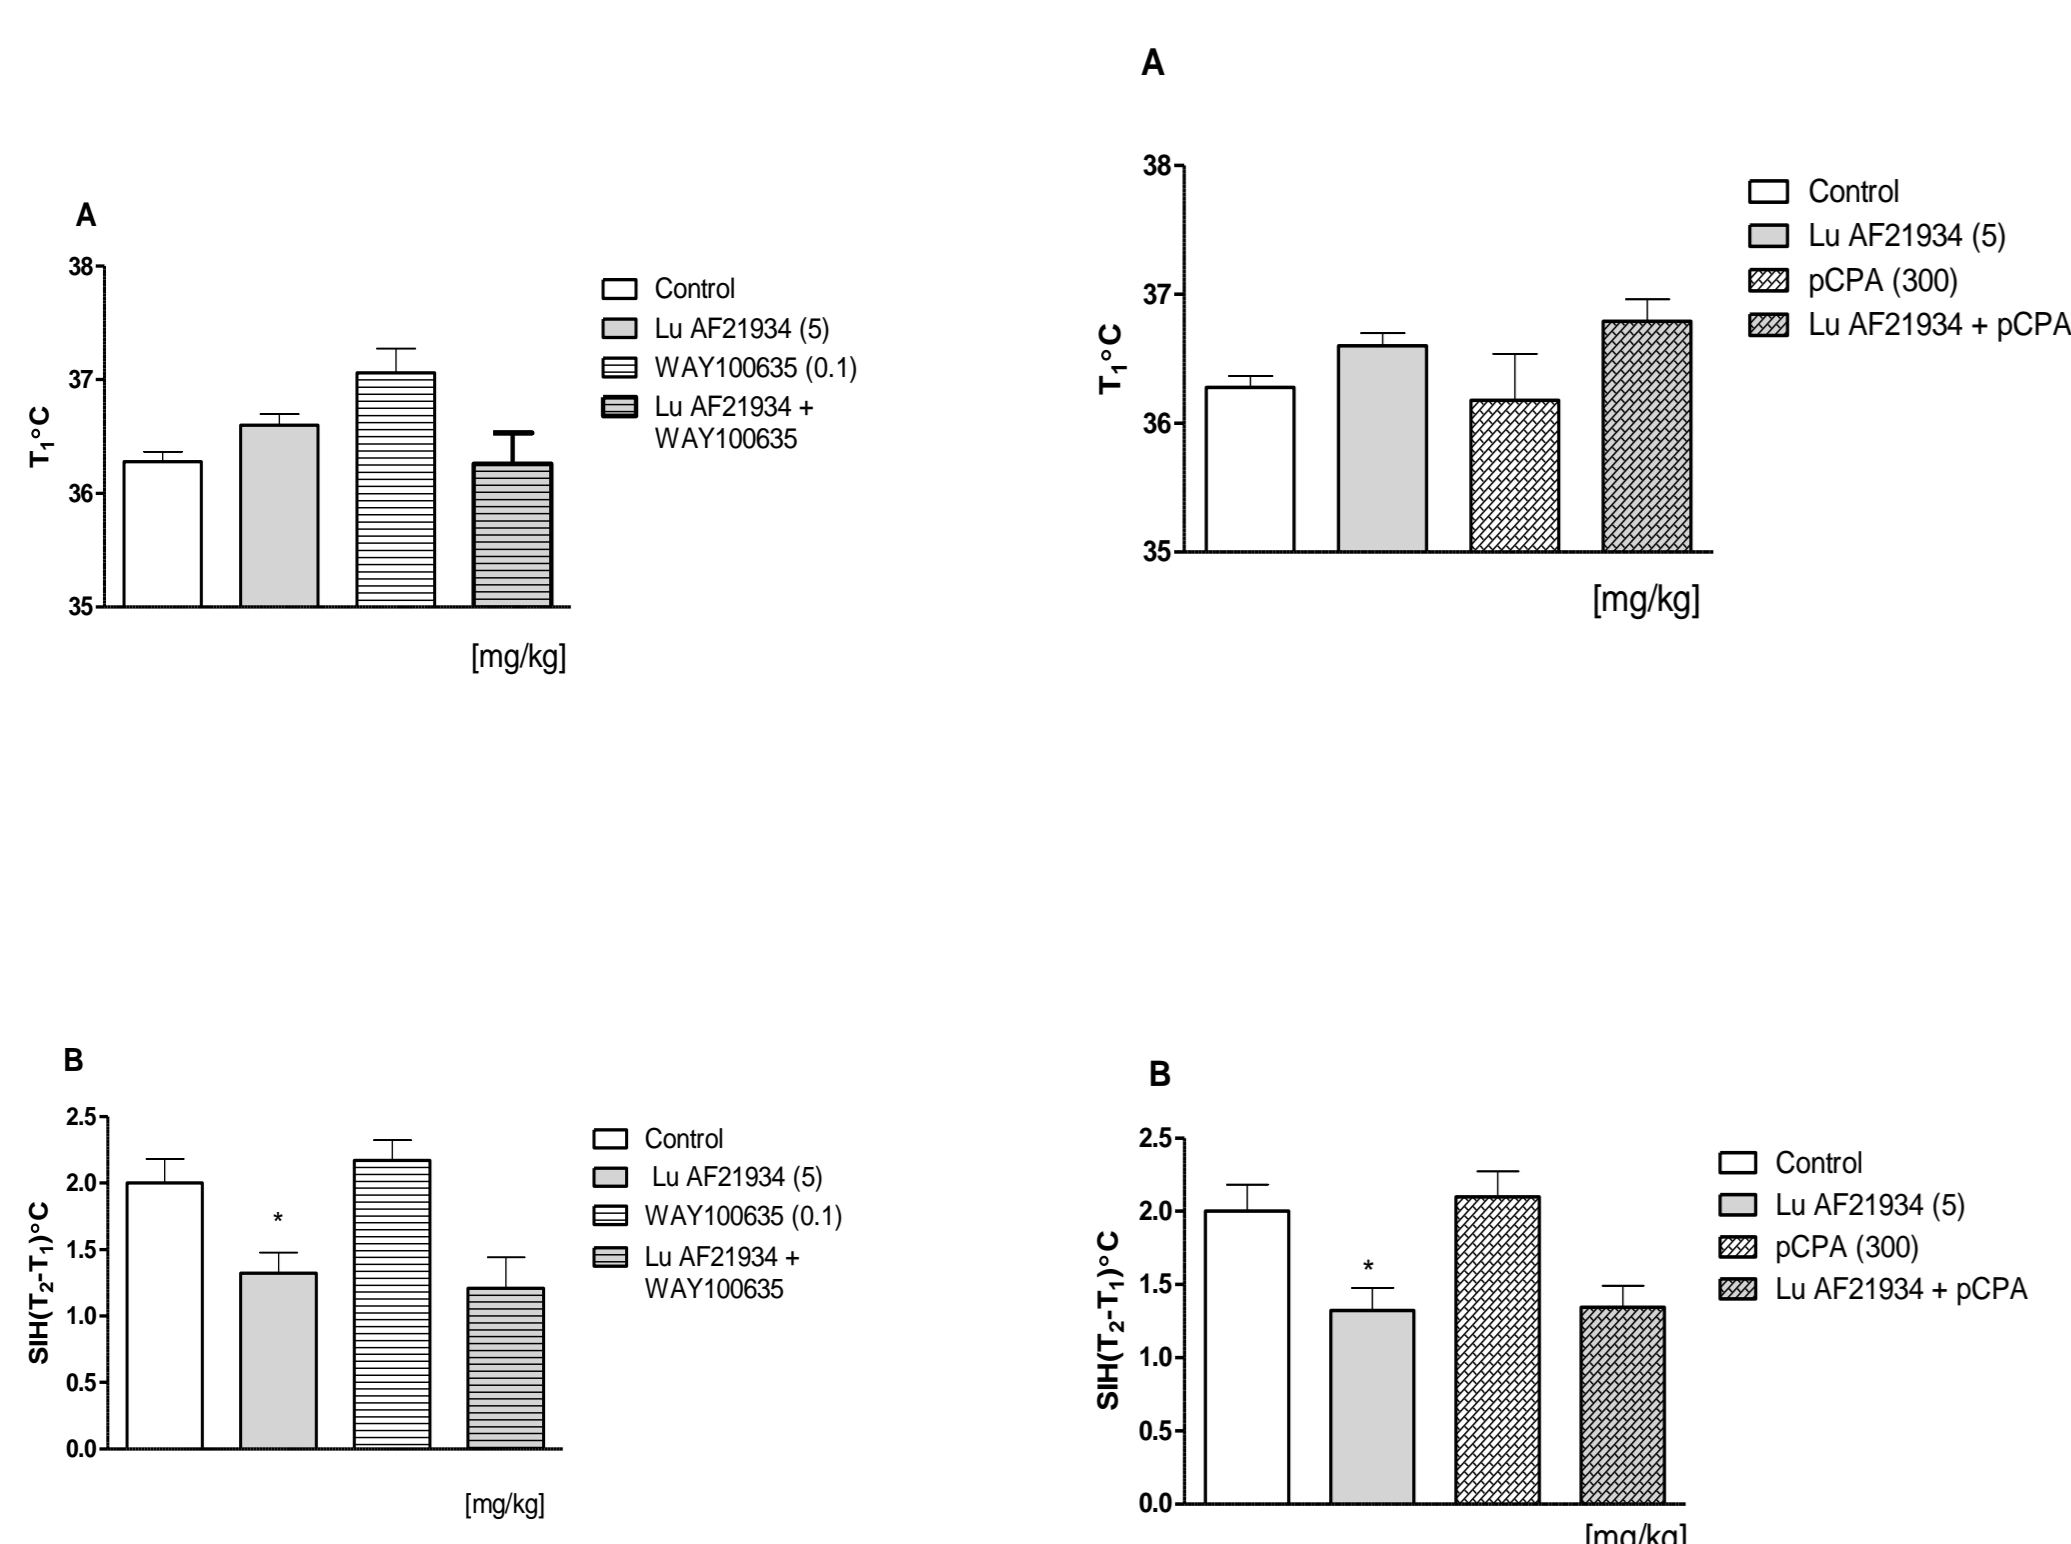 A
38
37
36
35
T1°C
Control
Lu AF21934 (5)
WAY100635 (0.1)
Lu AF21934 +
WAY100635
[mg/kg]
A
38
37
36
35
T1°C
Control
Lu AF21934 (5)
pCPA (300)
Lu AF21934 + pCPA
[mg/kg]
B
2.5
2.0
1.5
1.0
0.5
0.0
SIH(T2-T1)°C
*
Control
Lu AF21934 (5)
WAY100635 (0.1)
Lu AF21934 +
WAY100635
[mg/kg]
B
2.5
2.0
1.5
1.0
0.5
0.0
SIH(T2-T1)°C
*
Control
Lu AF21934 (5)
pCPA (300)
Lu AF21934 + pCPA
[mg/kg]